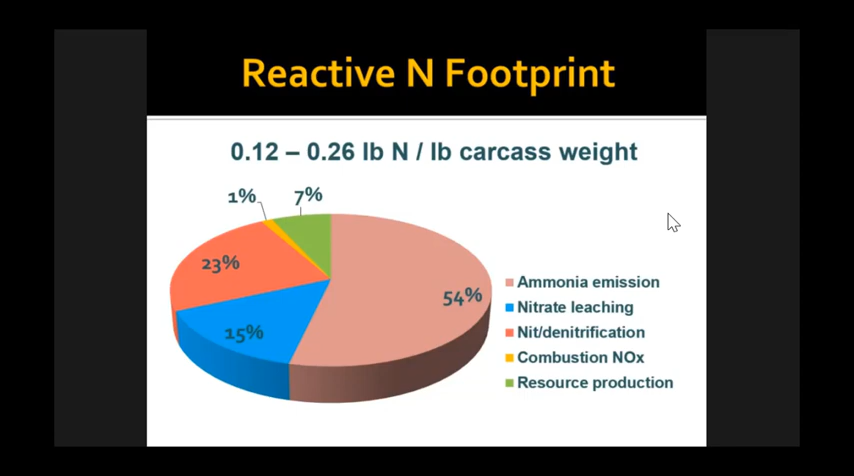 Reactive N Footprint
0.12 – 0.26 lb N / lb carcass weight
1%
7%
23%
54%
15%
Ammonia emission
Nitrate leaching
Nit/denitrification
Combustion NOx
Resource production